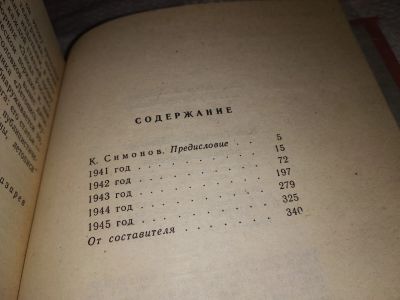 СОДЕРЖАНИЕ
К. Симонов. Предисловие . . . . . 5
1941 год . . . . . . . . . . 15
1942 год . . . . . . . . . . 72
1943 год . . . . . . . . . . 197
1944 год . . . . . . . . . . 279
1945 год . . . . . . . . . . 325
От составителя . . . . . . . 340